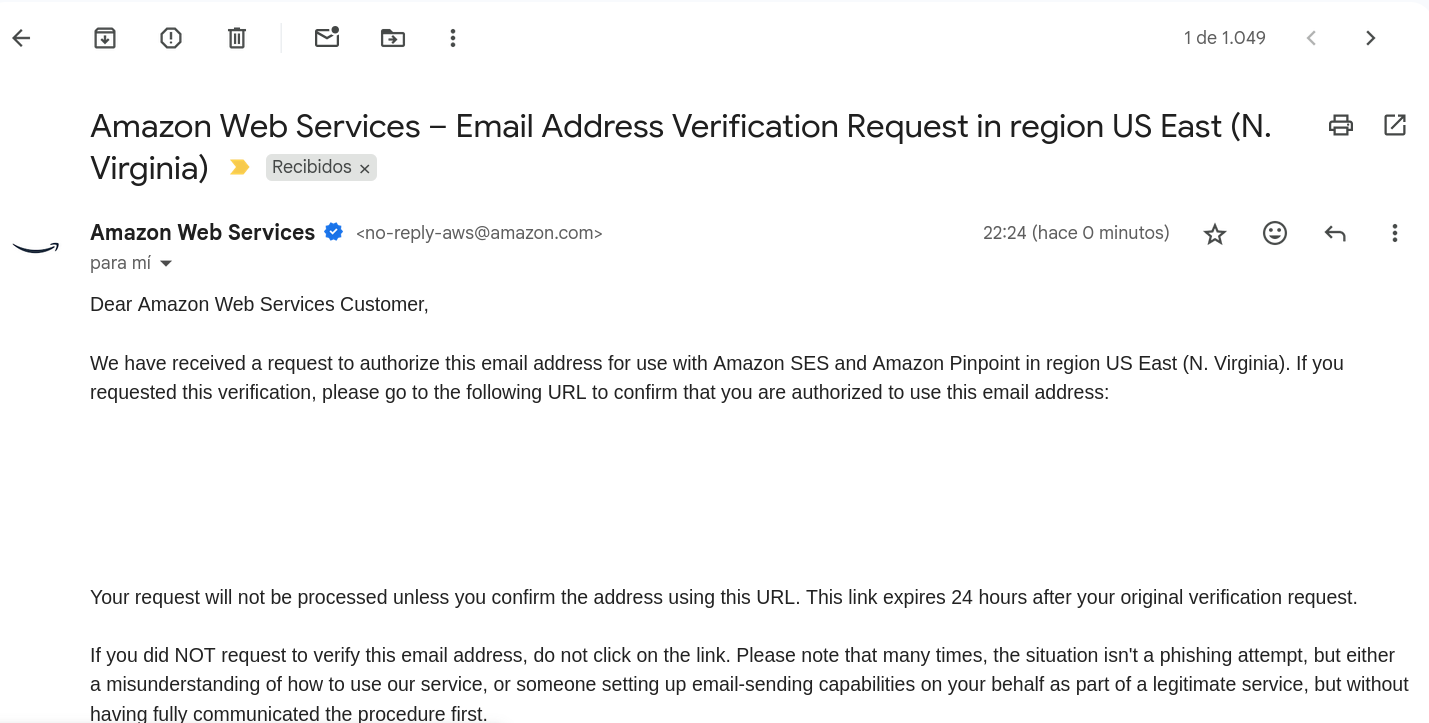 1 de 1.049
Amazon Web Services – Email Address Verification Request in region US East (N.
Virginia) Recibidos ×
Amazon Web Services <no-reply-aws@amazon.com> 22:24 (hace 0 minutos)
para mí
Dear Amazon Web Services Customer,
We have received a request to authorize this email address for use with Amazon SES and Amazon Pinpoint in region US East (N. Virginia). If you
requested this verification, please go to the following URL to confirm that you are authorized to use this email address:
Your request will not be processed unless you confirm the address using this URL. This link expires 24 hours after your original verification request.
If you did NOT request to verify this email address, do not click on the link. Please note that many times, the situation isn't a phishing attempt, but either
a misunderstanding of how to use our service, or someone setting up email-sending capabilities on your behalf as part of a legitimate service, but without
having fully communicated the procedure first.